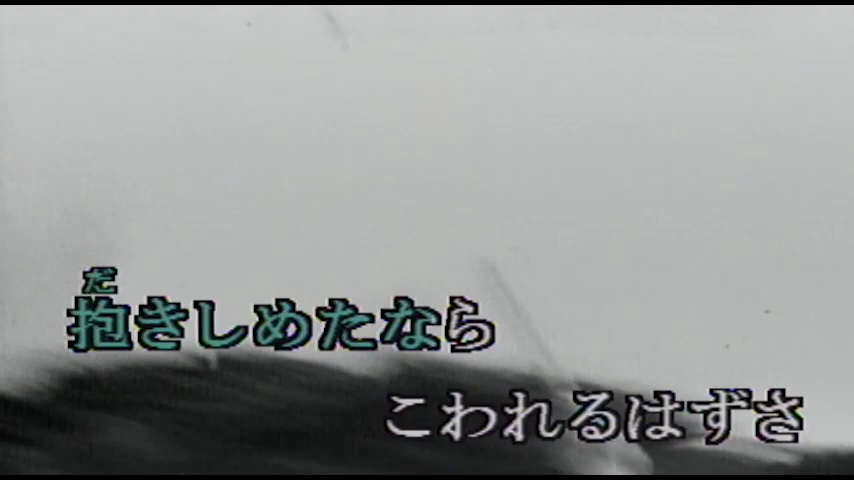 だ
抱きしめたなら
こわれるはずさ